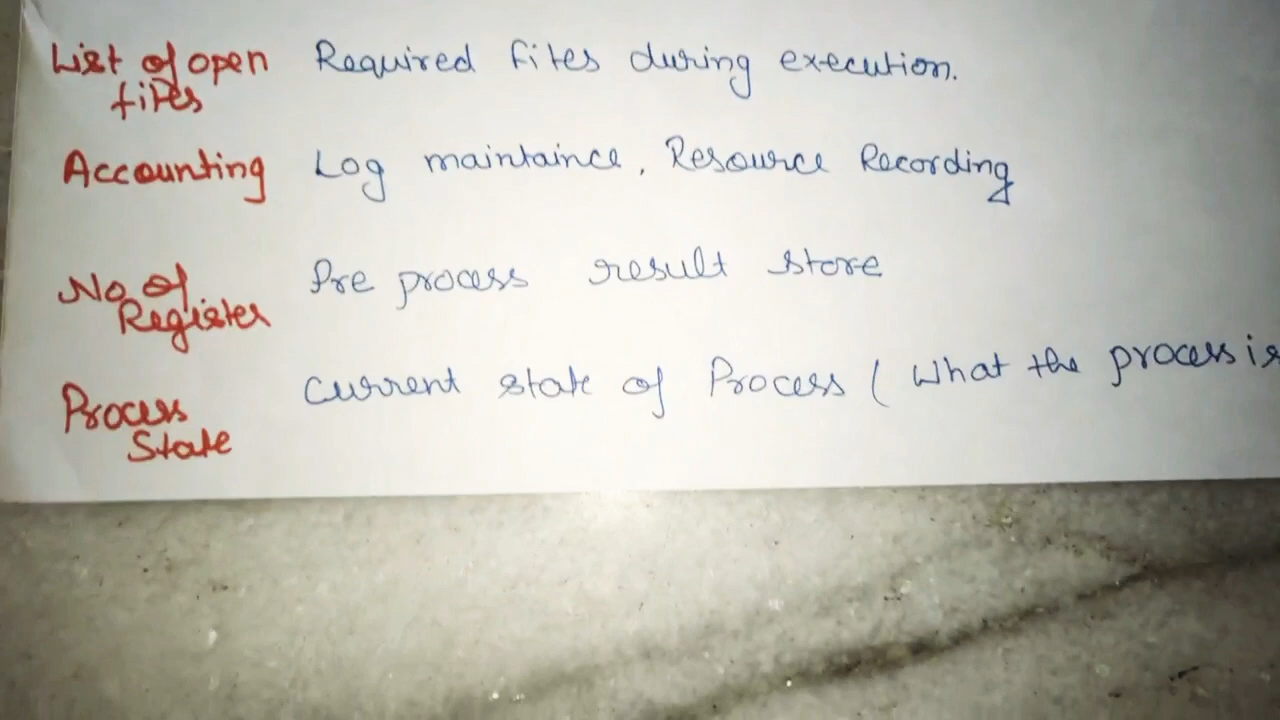 List of open Required files during execution.
files
Accounting Log maintaince, Resource Recording
No of Pre process result store
Register
Process Current state of Process ( What the process is
State